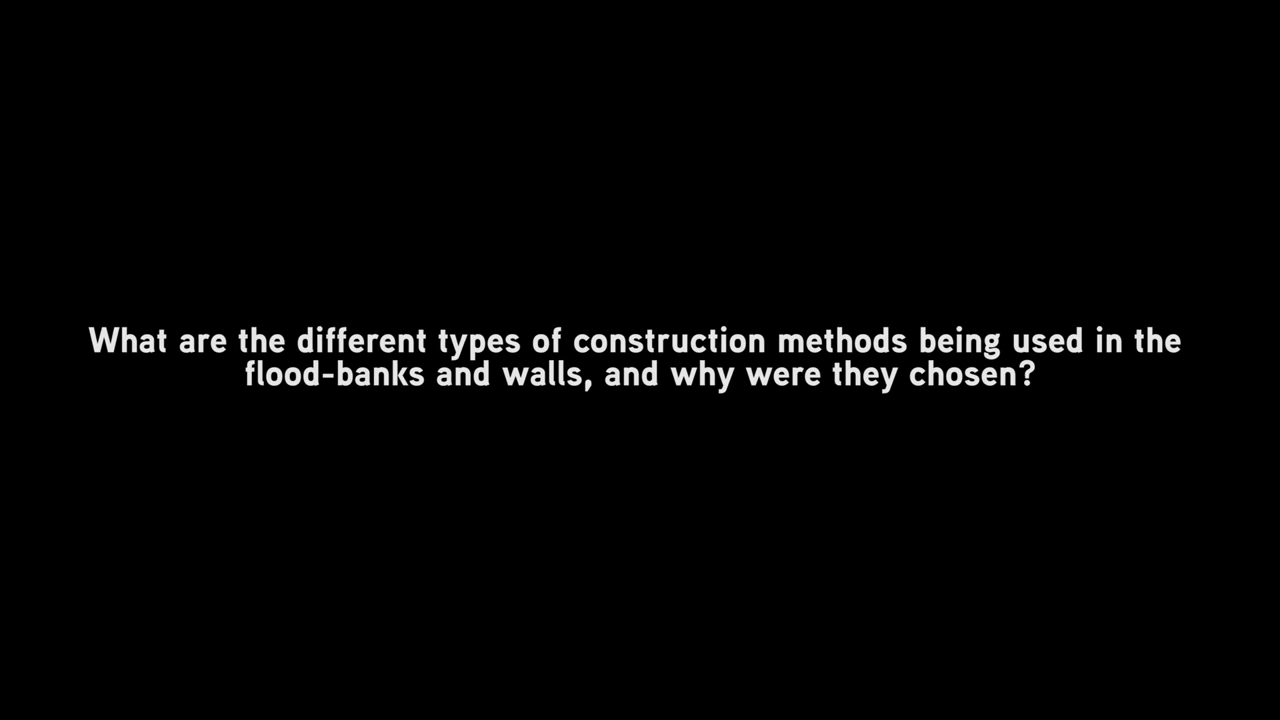 What are the different types of construction methods being used in the
flood-banks and walls, and why were they chosen?